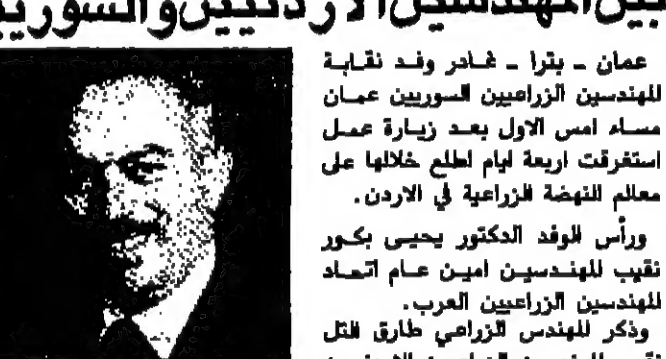 بين المهندسين الاردنيين والسوريي
عمان ـ بترا ـ غادر وفد نقابة
المهندسين الزراعيين السوريين عمان
مساء امس الاول بعد زيارة عمل
استغرقت اربعة ايام اطلع خلالها على
معالم النهضة الزراعية في الاردن.
ورأس الوفد الدكتور يحيى بكور
نقيب المهندسين امين عام اتحاد
المهندسين الزراعيين العرب.
وذكر المهندس الزراعي طارق التل